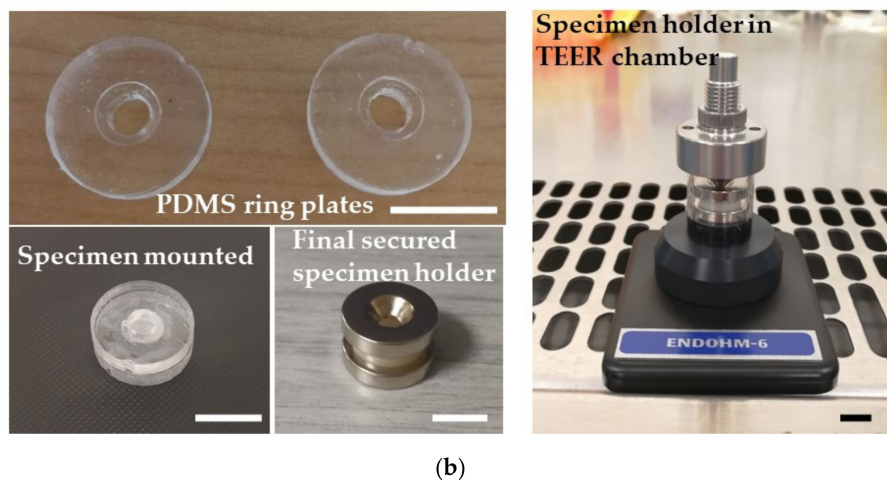 PDMS ring plates
Specimen mounted
Final secured
specimen holder
Specimen holder in
TEER chamber
ENDOHM-6
(b)